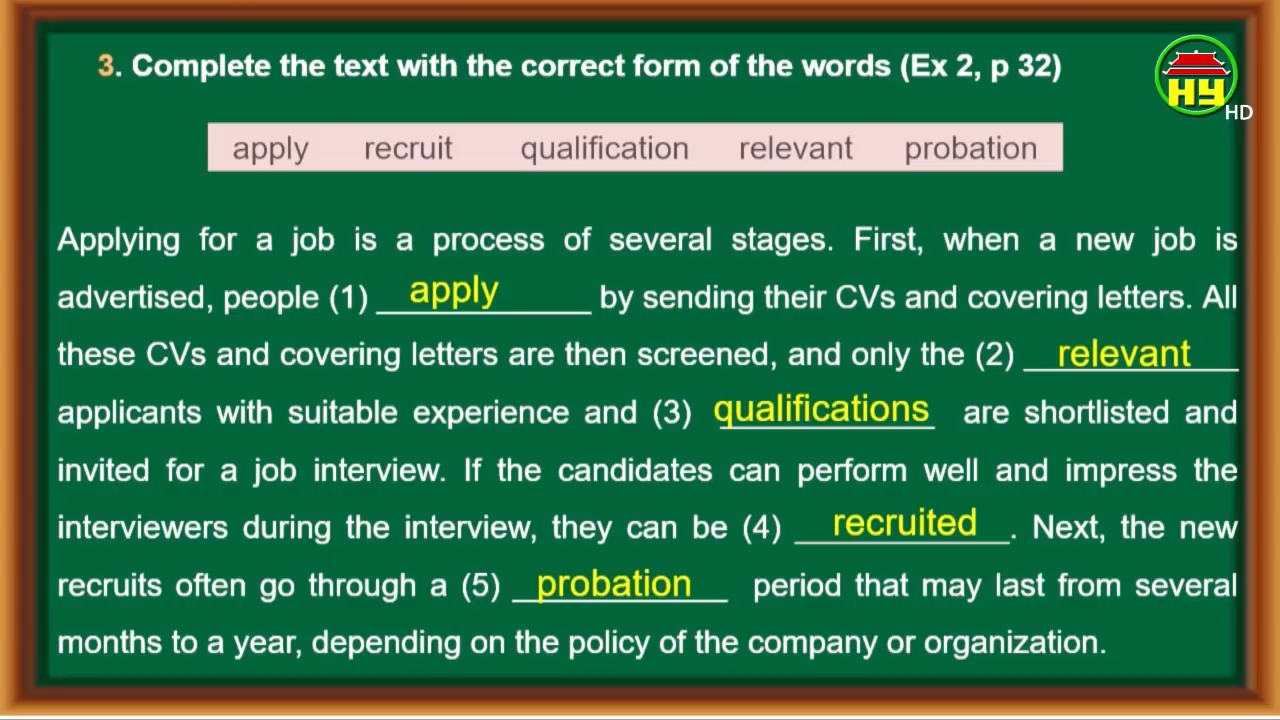 3. Complete the text with the correct form of the words (Ex 2, p 32)
HY
HD
apply recruit qualification relevant probation
Applying for a job is a process of several stages. First, when a new job is
advertised, people (1) apply by sending their CVs and covering letters. All
these CVs and covering letters are then screened, and only the (2) relevant
applicants with suitable experience and (3) qualifications are shortlisted and
invited for a job interview. If the candidates can perform well and impress the
interviewers during the interview, they can be (4) recruited. Next, the new
recruits often go through a (5) probation period that may last from several
months to a year, depending on the policy of the company or organization.